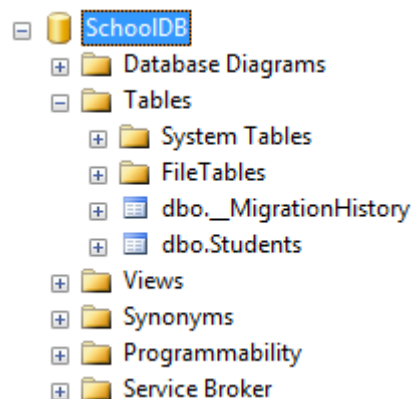 SchoolDB
Database Diagrams
Tables
System Tables
FileTables
dbo.__MigrationHistory
dbo.Students
Views
Synonyms
Programmability
Service Broker